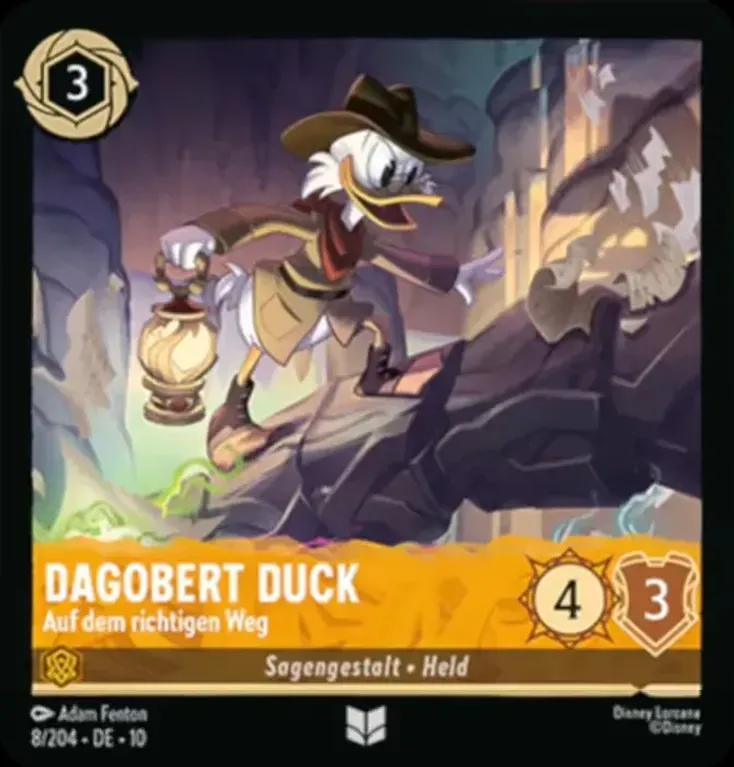 3
DAGOBERT DUCK
4
3
Auf dem richtigen Weg
Sagengestalt • Held
Adam Fenton
Disney Lorcana
8/204 • DE • 10
©Disney